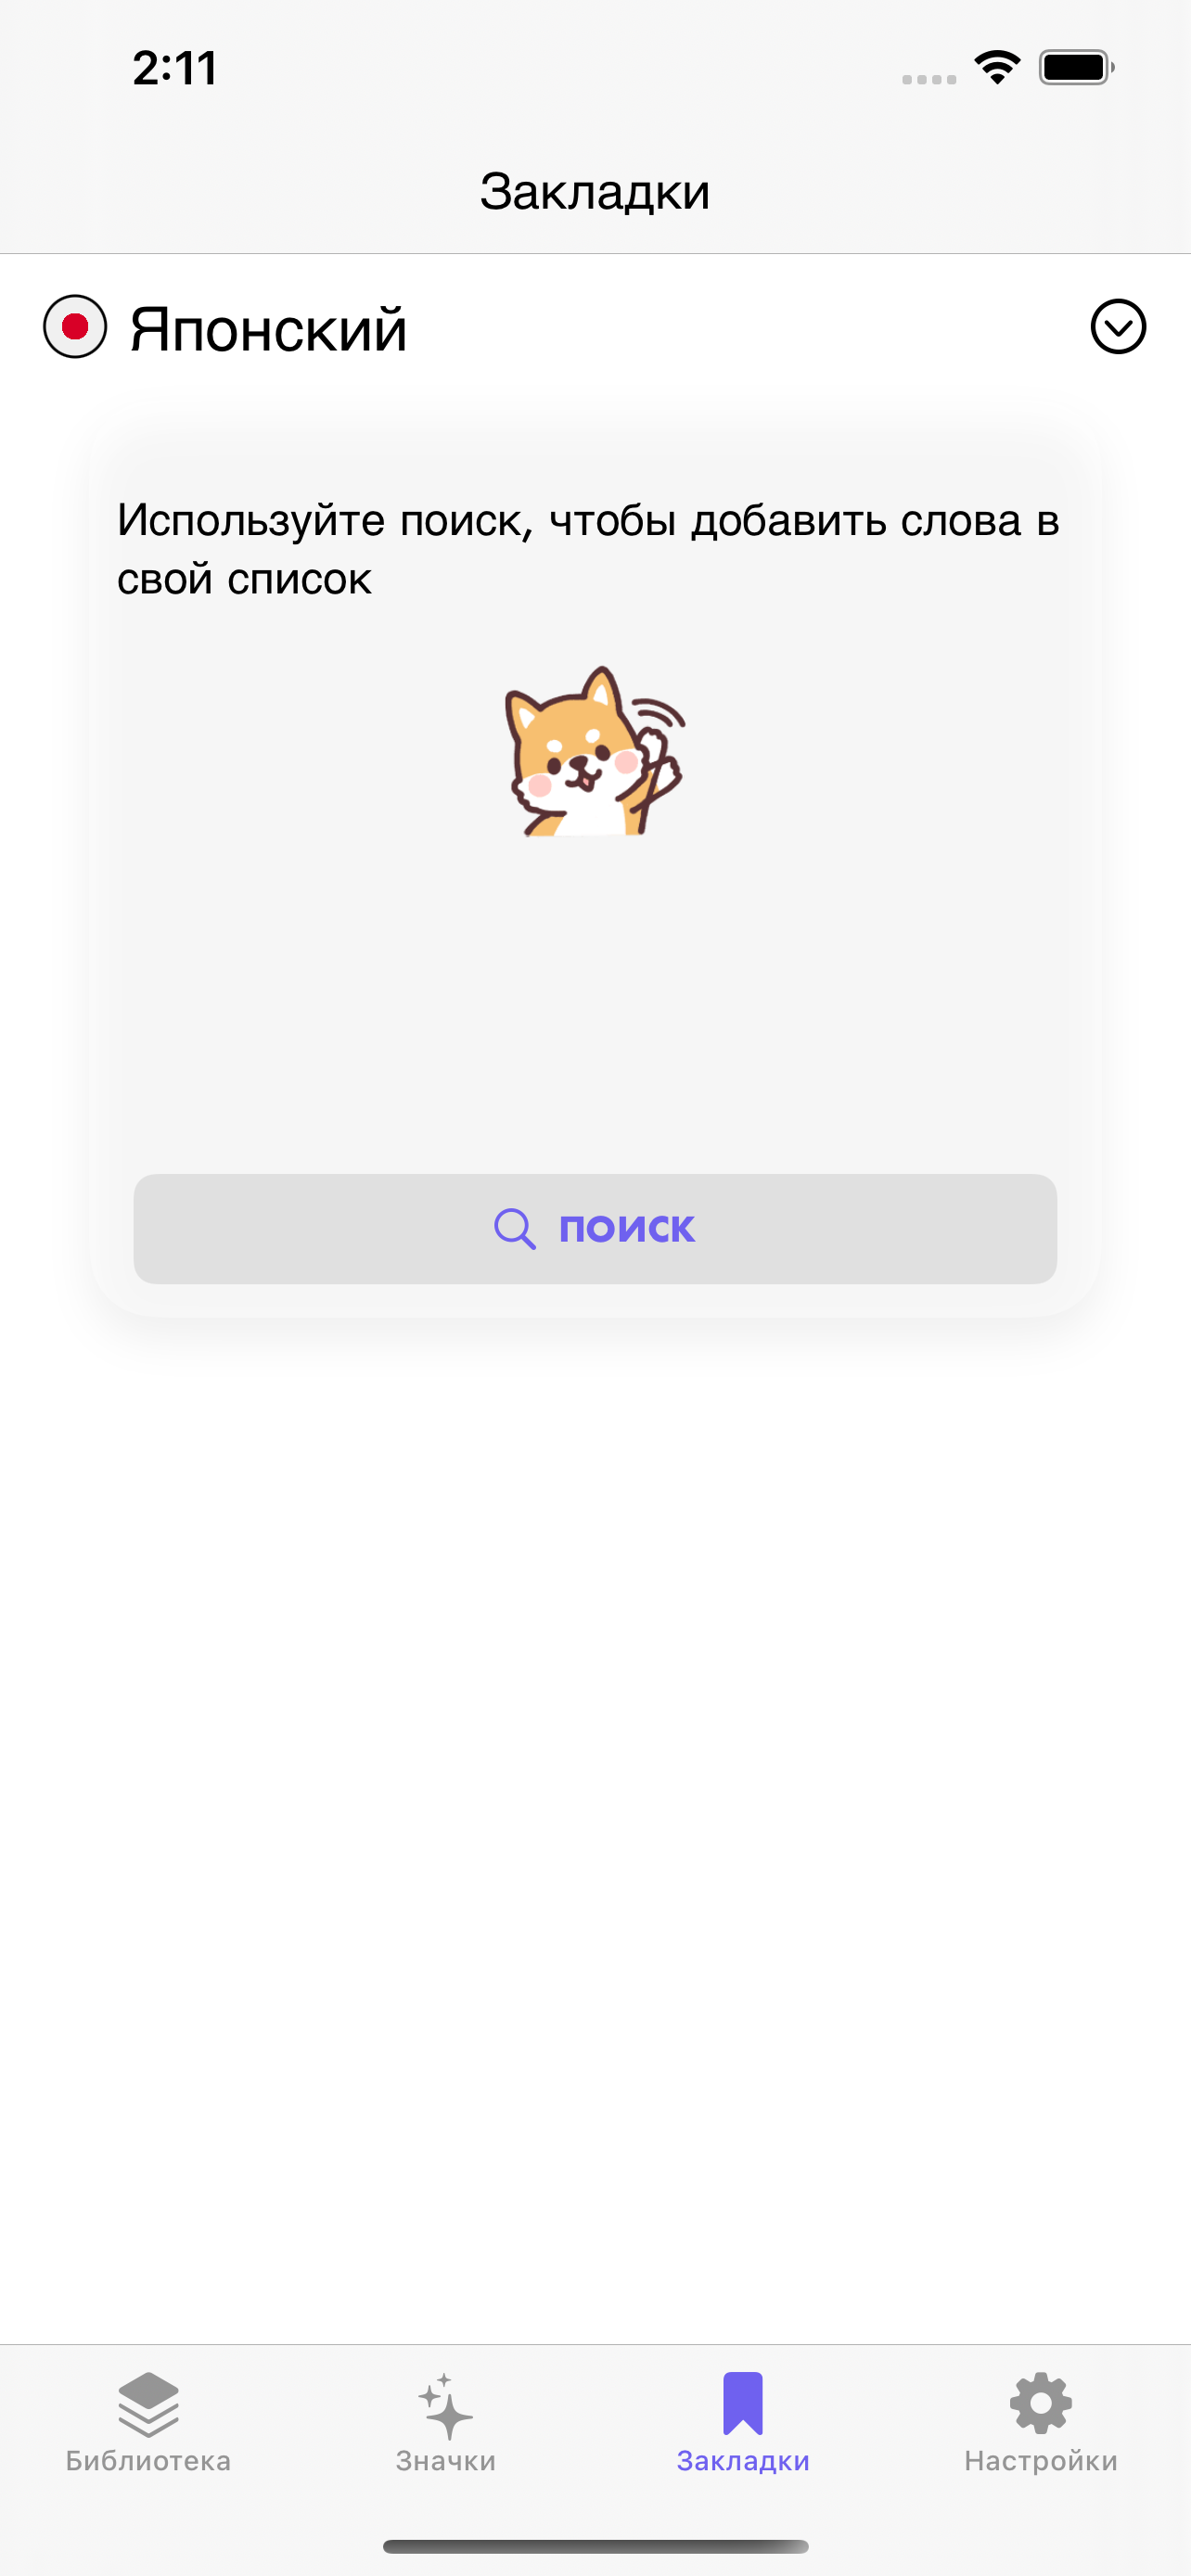 2:11
Закладки
Японский
Используйте поиск, чтобы добавить слова в
свой список
поиск
Библиотека
Значки
Закладки
Настройки